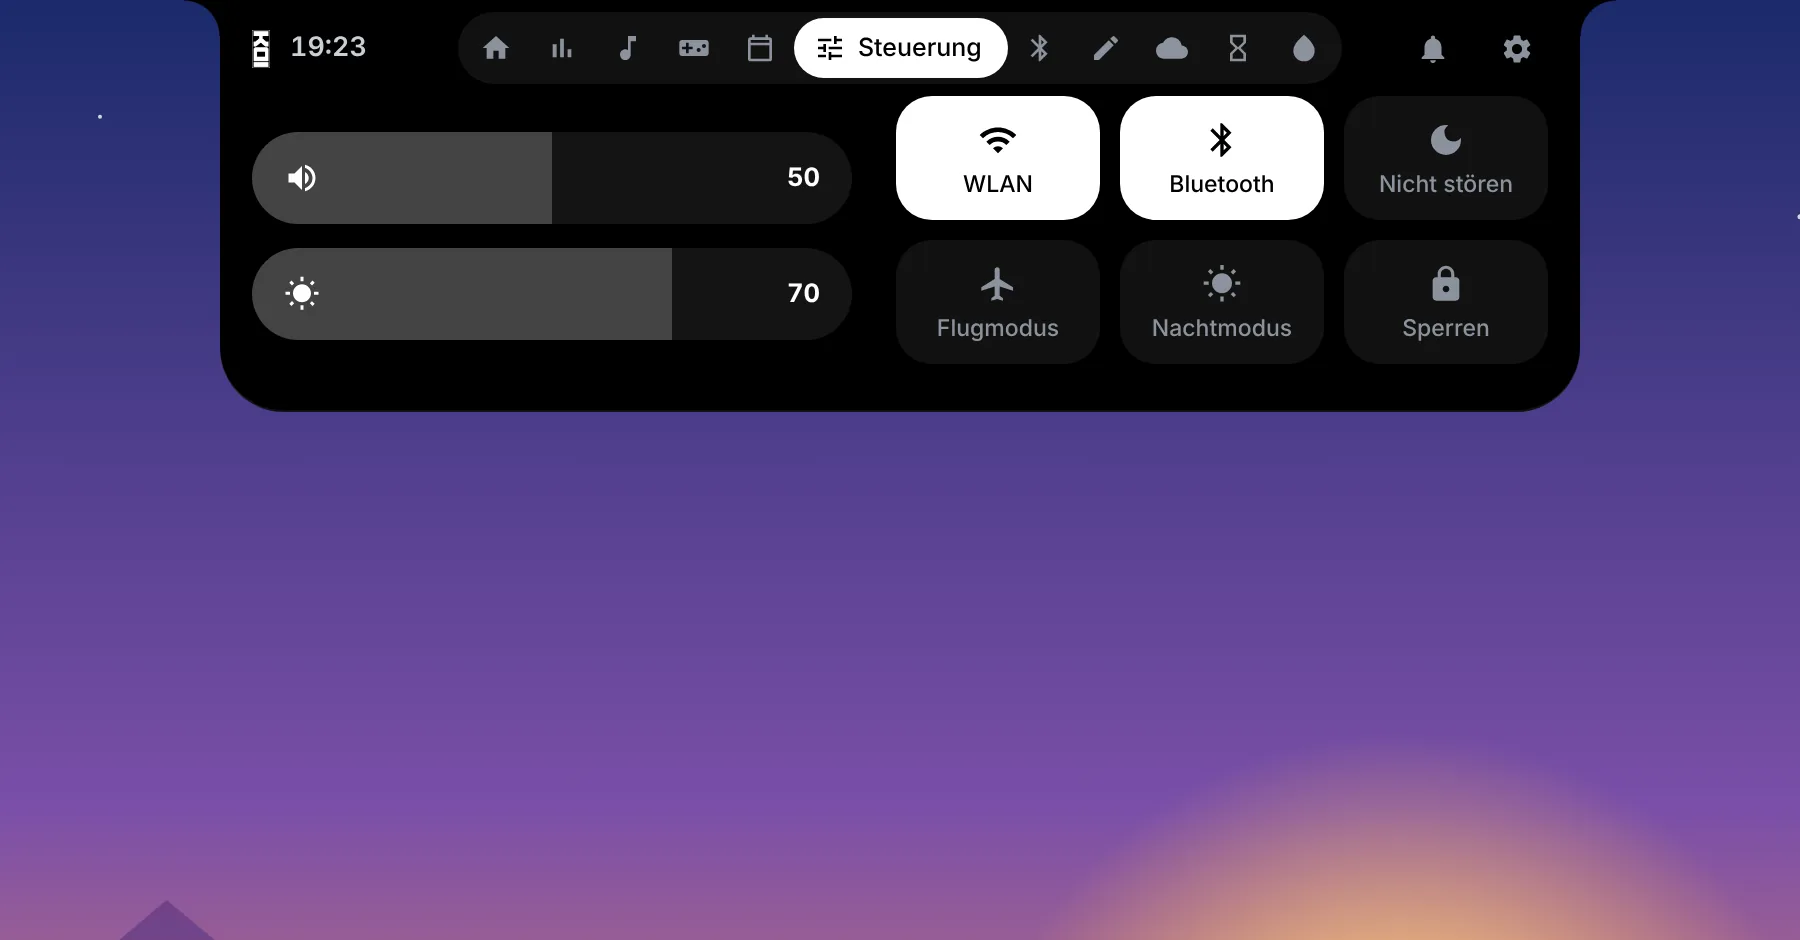 19:23
Steuerung
50
WLAN
Bluetooth
Nicht stören
70
Flugmodus
Nachtmodus
Sperren